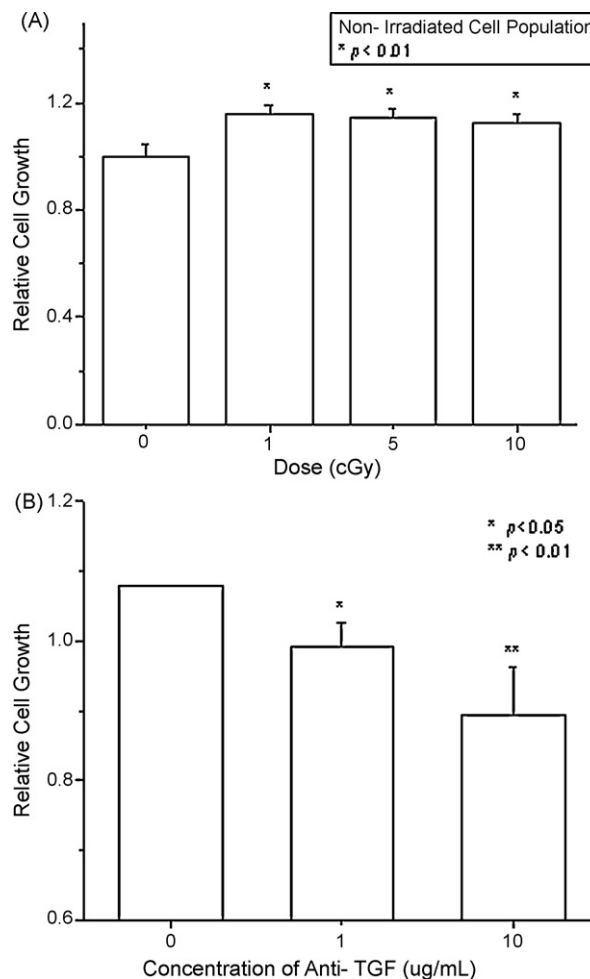 (A)
Non- Irradiated Cell Population
* p< 0.01
* * *
1.2
0.8
0.4
0.0
Relative Cell Growth
0 1 5 10
Dose (cGy)
(B)
* p<0.05
** p< 0.01
* **
1.2
1.0
0.8
0.6
Relative Cell Growth
0 1 10
Concentration of Anti- TGF (ug/mL)